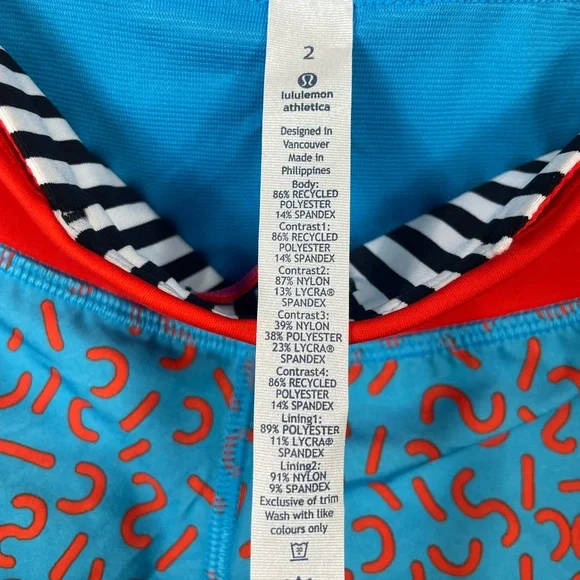 2
lululemon
athletica
Designed in
Vancouver
Made in
Philippines
Body:
86% RECYCLED
POLYESTER
14% SPANDEX
Contrast1:
86% RECYCLED
POLYESTER
14% SPANDEX
Contrast2:
87% NYLON
13% LYCRA®
SPANDEX
Contrast3:
39% NYLON
38% POLYESTER
23% LYCRA®
SPANDEX
Contrast4:
86% RECYCLED
POLYESTER
14% SPANDEX
Lining1:
89% POLYESTER
11% LYCRA®
SPANDEX
Lining2:
91% NYLON
9% SPANDEX
Exclusive of trim
Wash with like
colours only